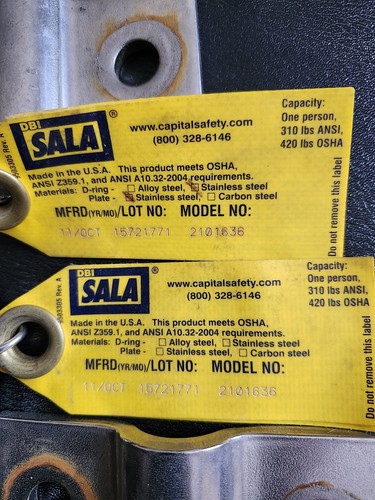 DBI
SALA®
www.capitalsafety.com
(800) 328-6146
Capacity:
One person,
310 lbs ANSI,
420 lbs OSHA
Made in the U.S.A. This product meets OSHA,
ANSI Z359.1, and ANSI A10.32-2004 requirements.
Materials: D-ring - Alloy steel, Stainless steel
Plate - Stainless steel, Carbon steel
MFRD(YR/MO)/LOT NO: MODEL NO:
11/OCT 15721771 2101636
Do not remove this label
9503305 Rev. A
DBI
SALA®
www.capitalsafety.com
(800) 328-6146
Capacity:
One person,
310 lbs ANSI,
420 lbs OSHA
Made in the U.S.A. This product meets OSHA,
ANSI Z359.1, and ANSI A10.32-2004 requirements.
Materials: D-ring - Alloy steel, Stainless steel
Plate - Stainless steel, Carbon steel
MFRD(YR/MO)/LOT NO: MODEL NO:
11/OCT 15721771 2101636
Do not remove this label
9503305 Rev. A